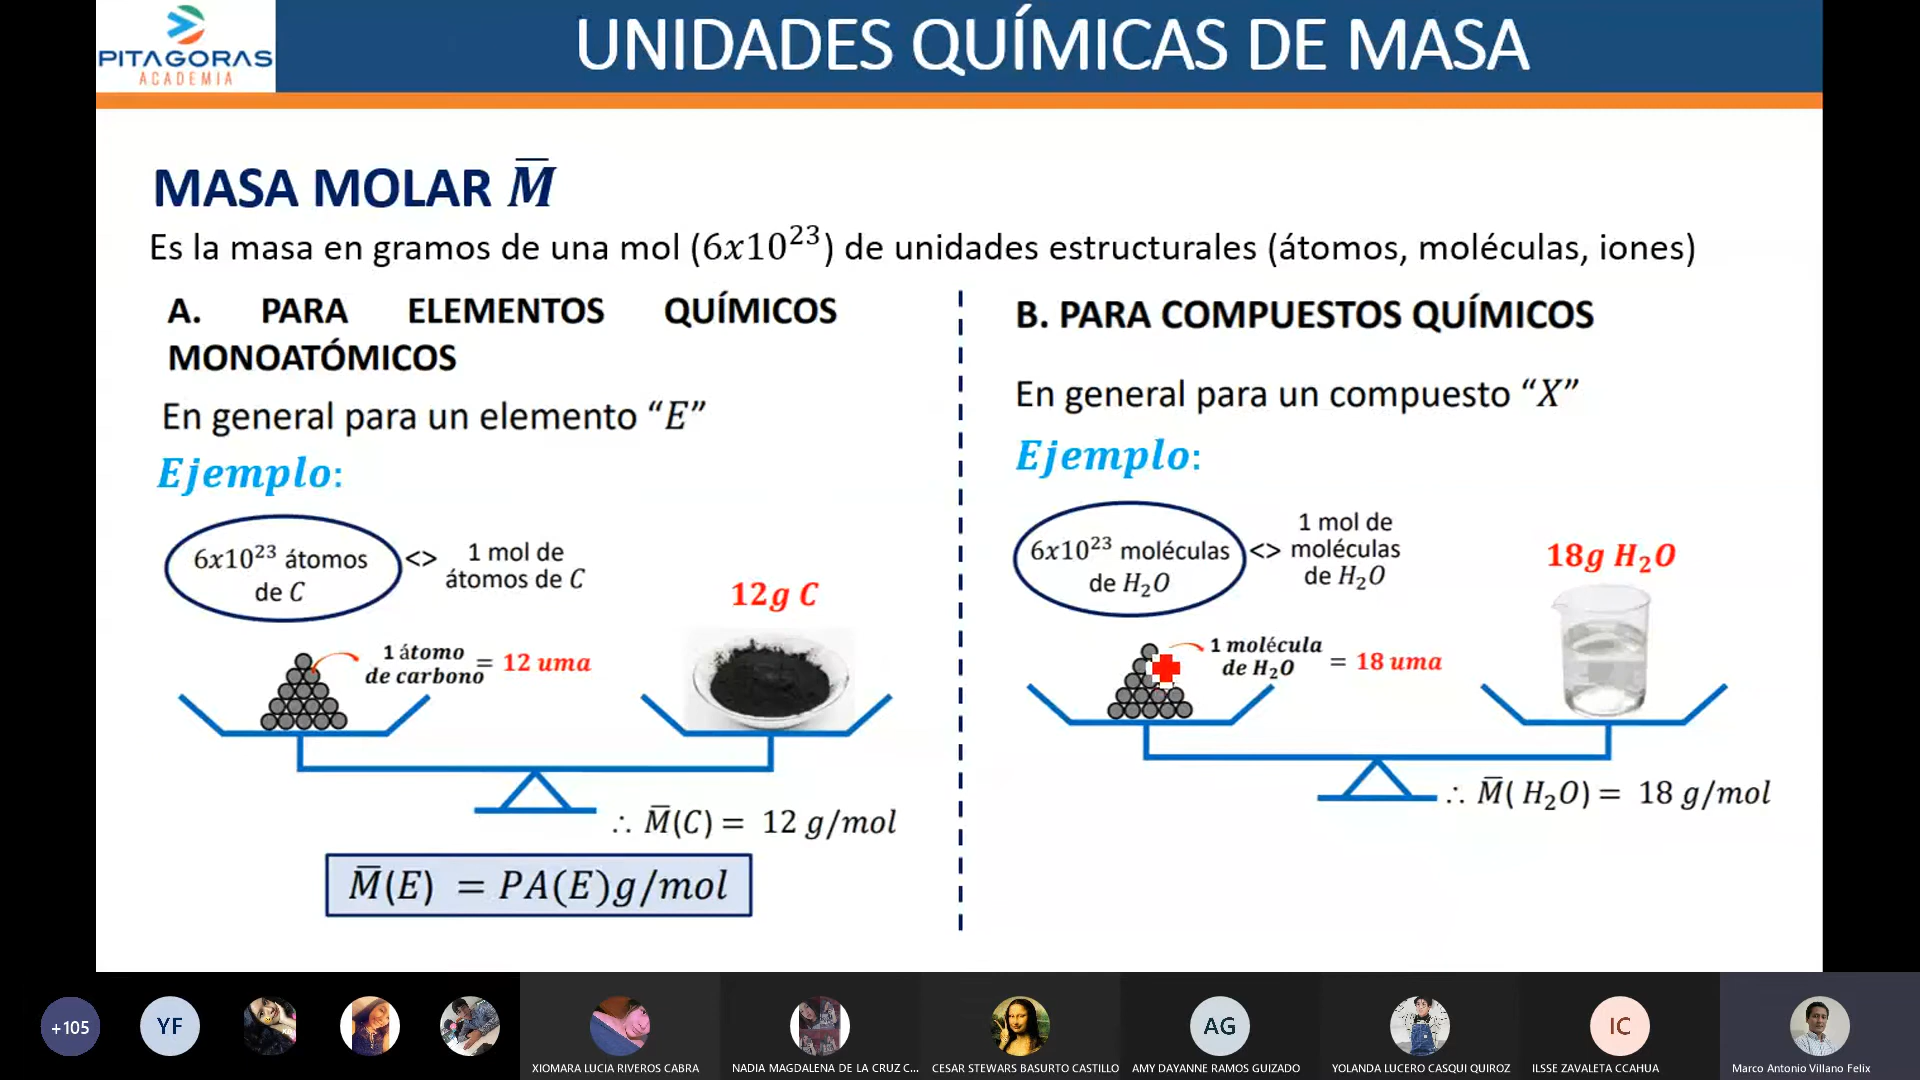 PITAGORAS
ACADEMIA
UNIDADES QUÍMICAS DE MASA
MASA MOLAR M̅
Es la masa en gramos de una mol (6x10²³) de unidades estructurales (átomos, moléculas, iones)
A. PARA ELEMENTOS QUÍMICOS
MONOATÓMICOS
En general para un elemento “E”
Ejemplo:
6x10²³ átomos
de C
<>
1 mol de
átomos de C
12g C
1 átomo
de carbono
= 12 uma
∴ M̅(C) = 12 g/mol
M̅(E) = PA(E)g/mol
B. PARA COMPUESTOS QUÍMICOS
En general para un compuesto “X”
Ejemplo:
6x10²³ moléculas
de H₂O
<>
1 mol de
moléculas
de H₂O
18g H₂O
1 molécula
de H₂O
= 18 uma
∴ M̅( H₂O) = 18 g/mol
+105
YF
AG
IC
XIOMARA LUCIA RIVEROS CABRA
NADIA MAGDALENA DE LA CRUZ C...
CESAR STEWARS BASURTO CASTILLO
AMY DAYANNE RAMOS GUIZADO
YOLANDA LUCERO CASQUI QUIROZ
ILSSE ZAVALETA CCAHUA
Marco Antonio Villano Felix